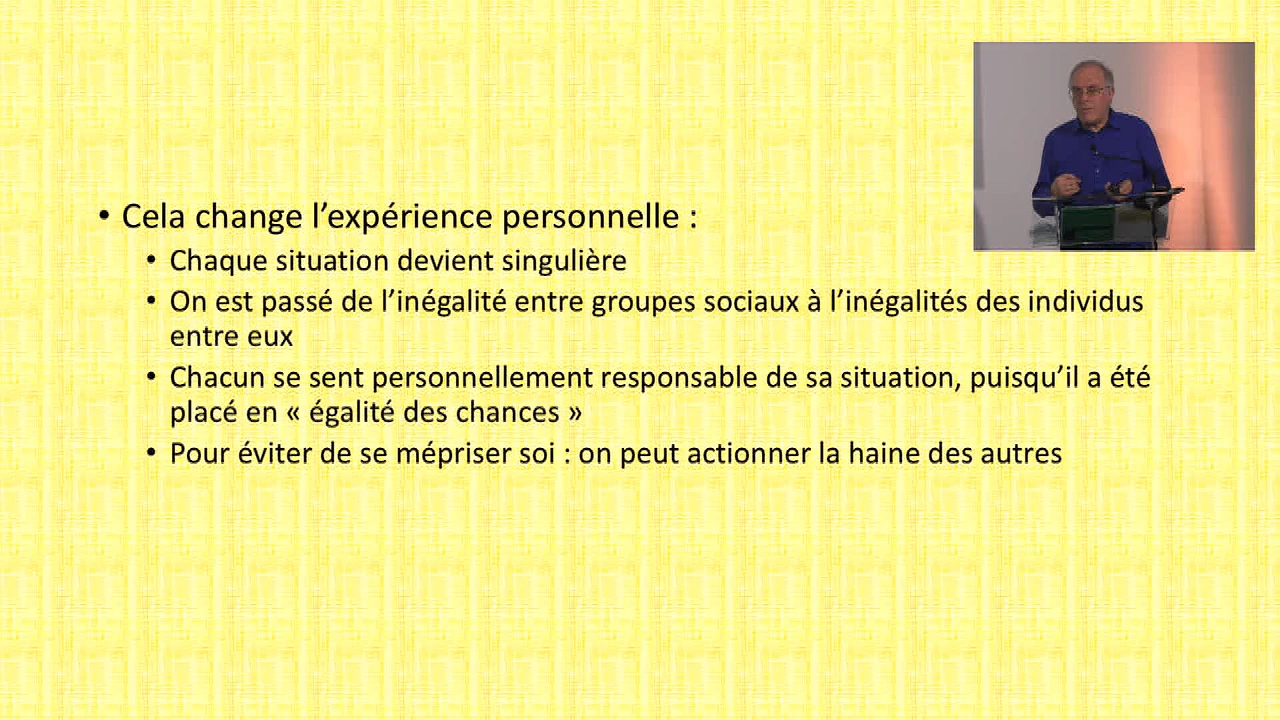 • Cela change l’expérience personnelle :
• Chaque situation devient singulière
• On est passé de l’inégalité entre groupes sociaux à l’inégalités des individus
entre eux
• Chacun se sent personnellement responsable de sa situation, puisqu’il a été
placé en « égalité des chances »
• Pour éviter de se mépriser soi : on peut actionner la haine des autres